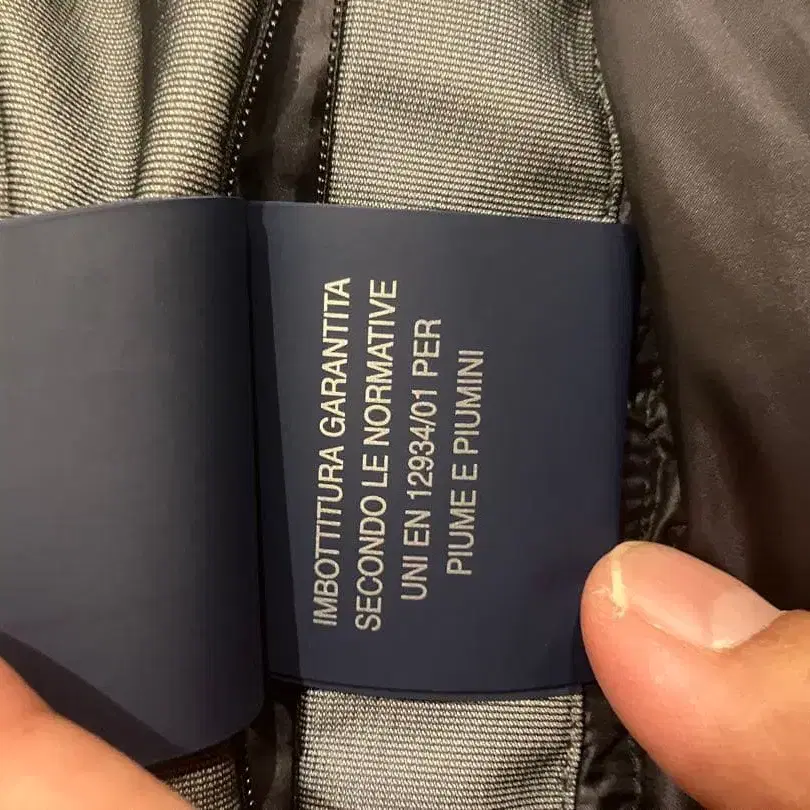 IMBOTTITURA GARANTITA
SECONDO LE NORMATIVE
UNI EN 12934/01 PER
PIUME E PIUMINI